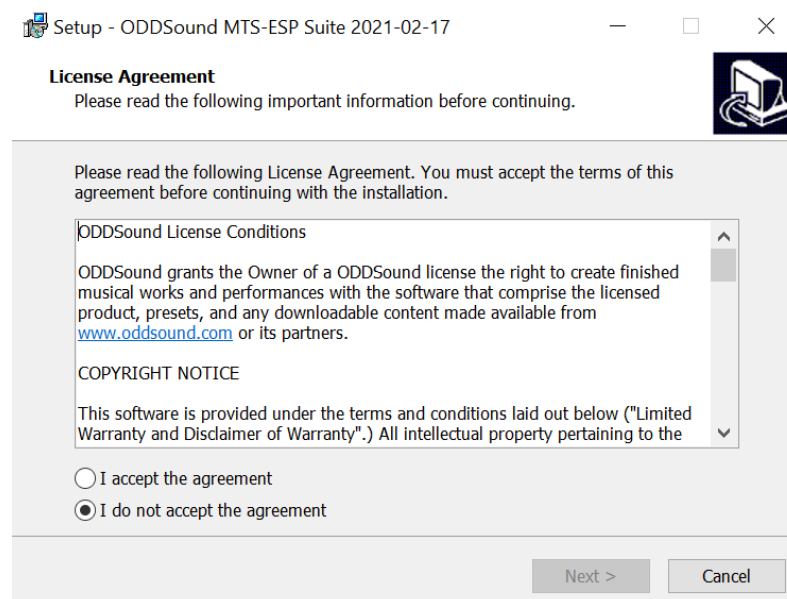 Setup - ODDSound MTS-ESP Suite 2021-02-17
License Agreement
Please read the following important information before continuing.
Please read the following License Agreement. You must accept the terms of this
agreement before continuing with the installation.
ODDSound License Conditions
ODDSound grants the Owner of a ODDSound license the right to create finished
musical works and performances with the software that comprise the licensed
product, presets, and any downloadable content made available from
www.oddsound.com or its partners.
COPYRIGHT NOTICE
This software is provided under the terms and conditions laid out below ("Limited
Warranty and Disclaimer of Warranty".) All intellectual property pertaining to the
I accept the agreement
I do not accept the agreement
Next >
Cancel